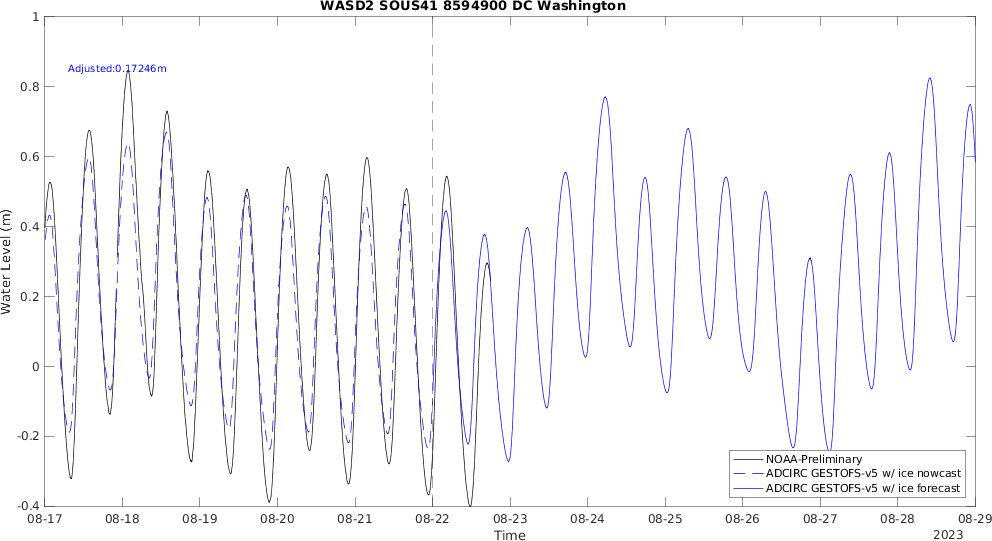 WASD2 SOUS41 8594900 DC Washington
Adjusted:0.17246m
Water Level (m)
1
0.8
0.6
0.4
0.2
0
-0.2
-0.4
NOAA-Preliminary
ADCIRC GESTOFS-v5 w/ ice nowcast
ADCIRC GESTOFS-v5 w/ ice forecast
08-17 08-18 08-19 08-20 08-21 08-22 08-23 08-24 08-25 08-26 08-27 08-28 08-29
Time
2023